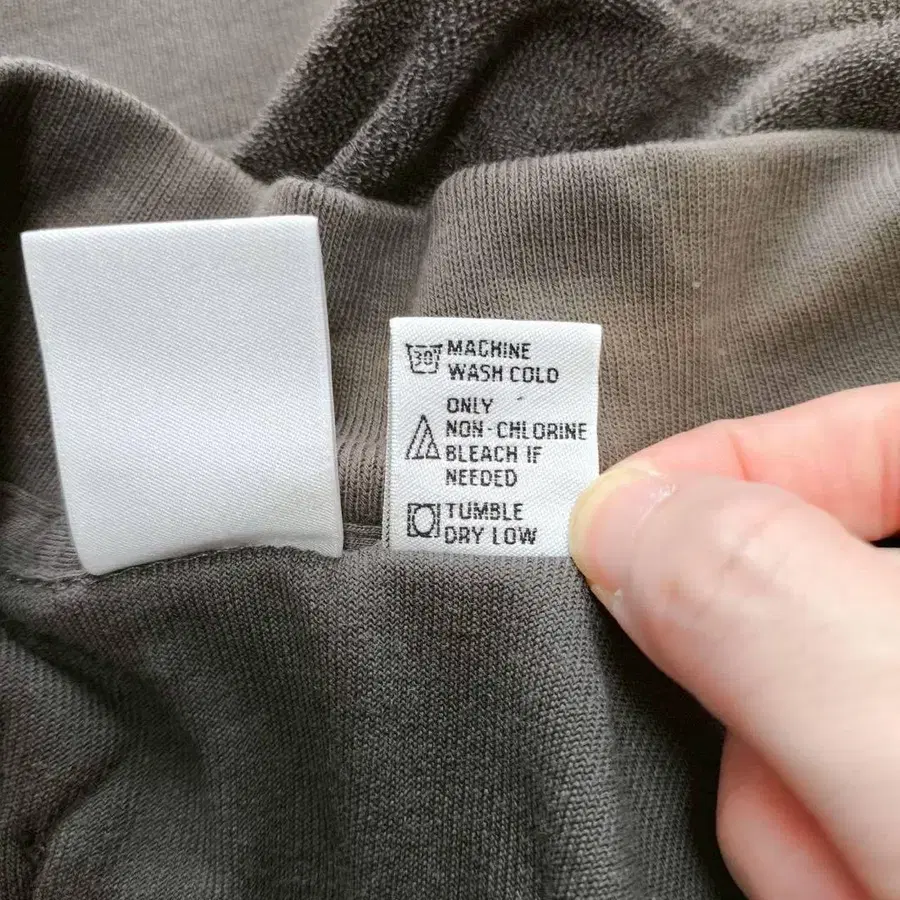 30 MACHINE
WASH COLD
ONLY
NON-CHLORINE
BLEACH IF
NEEDED
TUMBLE
DRY LOW